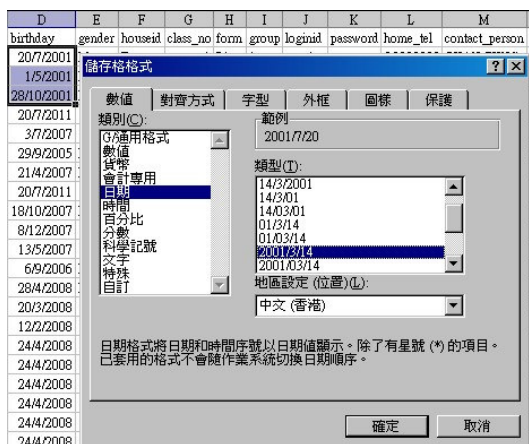 D E F G H I J K L M
birthday gender houseid class_no form group loginid password home_tel contact_person
20/7/2001
1/5/2001
28/10/2001
20/7/2011
3/7/2007
29/9/2005
21/4/2007
20/7/2011
18/10/2007
8/12/2007
13/5/2007
6/9/2006
28/4/2008
20/3/2008
12/2/2008
24/4/2008
24/4/2008
24/4/2008
24/4/2008
24/4/2008
儲存格格式
數值 對齊方式 字型 外框 圖樣 保護
類別(C):
G/通用格式
數值
貨幣
會計專用
日期
時間
百分比
分數
科學記號
文字
特殊
自訂
範例
2001/7/20
類型(T):
14/3/2001
14/3/01
14/03/01
01/3/14
01/03/14
2001/3/14
2001/03/14
地區設定 (位置)(L):
中文 (香港)
日期格式將日期和時間序號以日期值顯示。除了有星號 (*) 的項目。
已套用的格式不會隨作業系統切換日期順序。
確定 取消